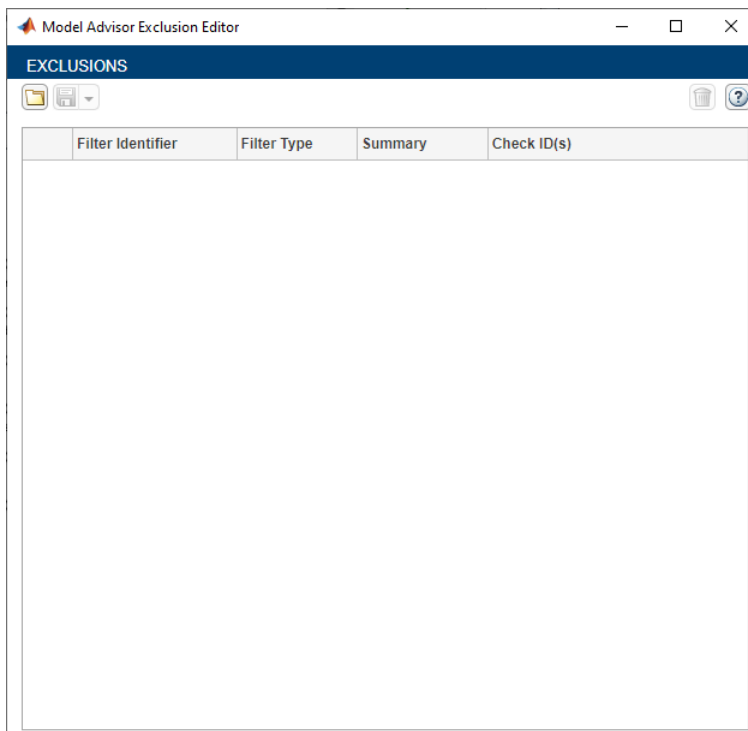 Model Advisor Exclusion Editor
EXCLUSIONS
?
Filter Identifier Filter Type Summary Check ID(s)